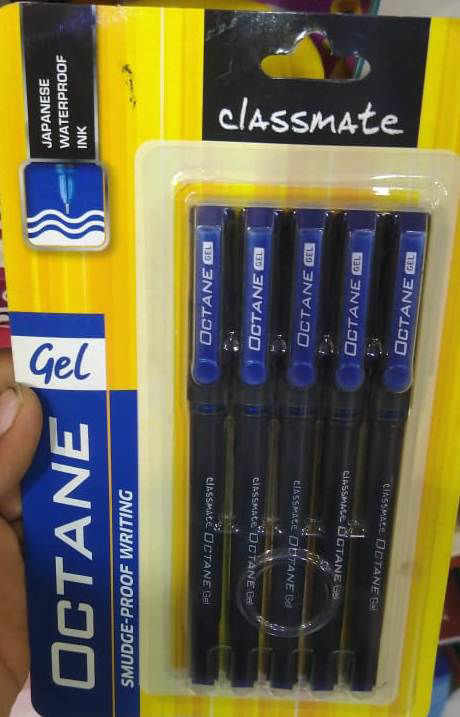 JAPANESE
WATERPROOF
INK
classmate
Gel
OCTANE
SMUDGE-PROOF WRITING
OCTANE GEL
OCTANE GEL
OCTANE GEL
OCTANE GEL
OCTANE GEL
classmate OCTANE Gel
classmate OCTANE Gel
classmate OCTANE Gel
classmate OCTANE Gel
classmate OCTANE Gel